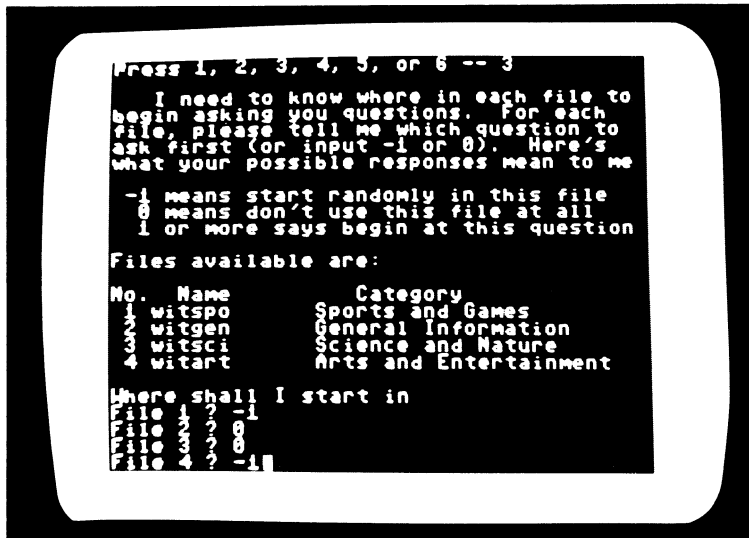 Press 1, 2, 3, 4, 5, or 6 -- 3
I need to know where in each file to
begin asking you questions. For each
file, please tell me which question to
ask first (or input -1 or 0). Here's
what your possible responses mean to me
-1 means start randomly in this file
0 means don't use this file at all
1 or more says begin at this question
Files available are:
No. Name Category
1 witspo Sports and Games
2 witgen General Information
3 witsci Science and Nature
4 witart Arts and Entertainment
Where shall I start in
File 1 ? -1
File 2 ? 0
File 3 ? 0
File 4 ? -1